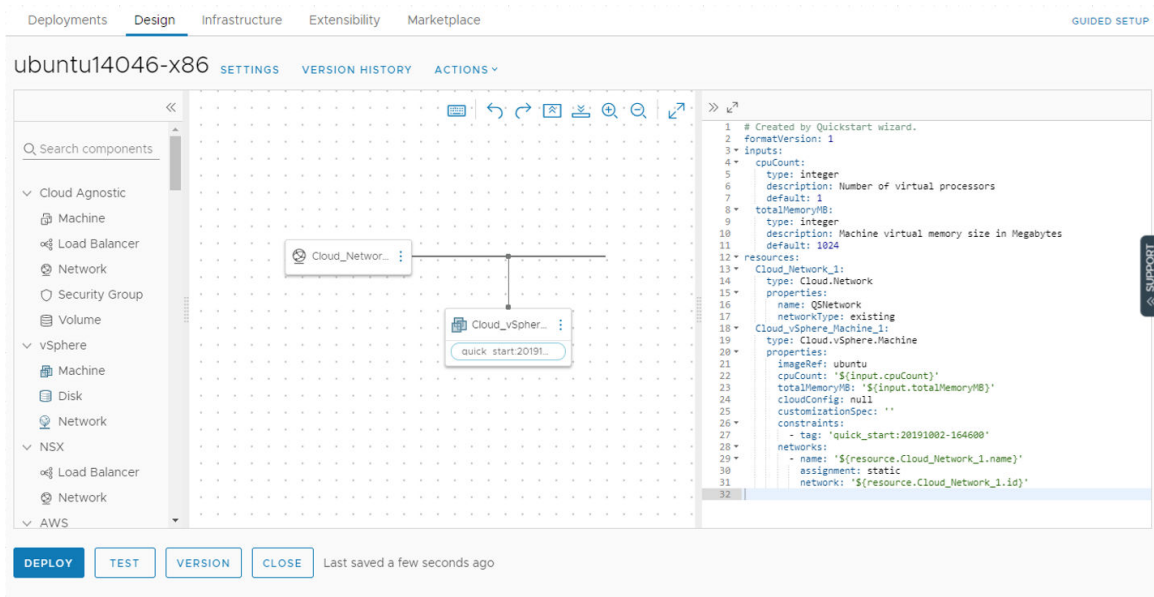 Deployments Design Infrastructure Extensibility Marketplace GUIDED SETUP
ubuntu14046-x86 SETTINGS VERSION HISTORY ACTIONS
Search components
Cloud Agnostic
Machine
Load Balancer
Network
Security Group
Volume
vSphere
Machine
Disk
Network
NSX
Load Balancer
Network
AWS
Cloud_Networ...
Cloud_vSpher...
quick_start:20191...
1 # Created by Quickstart wizard.
2 formatVersion: 1
3 inputs:
4 cpuCount:
5 type: integer
6 description: Number of virtual processors
7 default: 1
8 totalMemoryMB:
9 type: integer
10 description: Machine virtual memory size in Megabytes
11 default: 1024
12 resources:
13 Cloud_Network_1:
14 type: Cloud.Network
15 properties:
16 name: QSNetwork
17 networkType: existing
18 Cloud_vSphere_Machine_1:
19 type: Cloud.vSphere.Machine
20 properties:
21 imageRef: ubuntu
22 cpuCount: '${input.cpuCount}'
23 totalMemoryMB: '${input.totalMemoryMB}'
24 cloudConfig: null
25 customizationSpec: ''
26 constraints:
27 - tag: 'quick_start:20191002-164600'
28 networks:
29 - name: '${resource.Cloud_Network_1.name}'
30 assignment: static
31 network: '${resource.Cloud_Network_1.id}'
32
SUPPORT
DEPLOY TEST VERSION CLOSE Last saved a few seconds ago